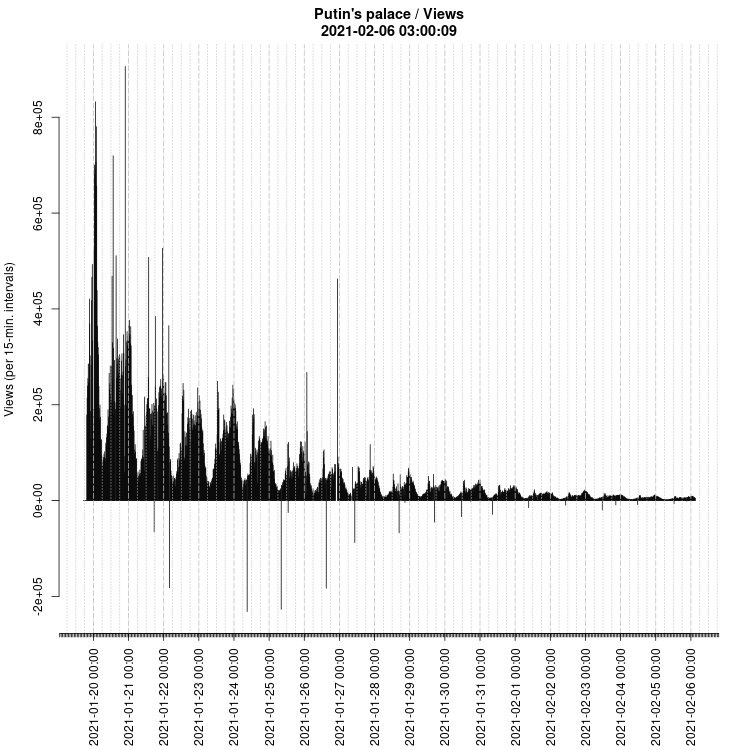 Putin's palace / Views
2021-02-06 03:00:09
Views (per 15-min. intervals)
8e+05
6e+05
4e+05
2e+05
0e+00
-2e+05
2021-01-20 00:00
2021-01-21 00:00
2021-01-22 00:00
2021-01-23 00:00
2021-01-24 00:00
2021-01-25 00:00
2021-01-26 00:00
2021-01-27 00:00
2021-01-28 00:00
2021-01-29 00:00
2021-01-30 00:00
2021-01-31 00:00
2021-02-01 00:00
2021-02-02 00:00
2021-02-03 00:00
2021-02-04 00:00
2021-02-05 00:00
2021-02-06 00:00